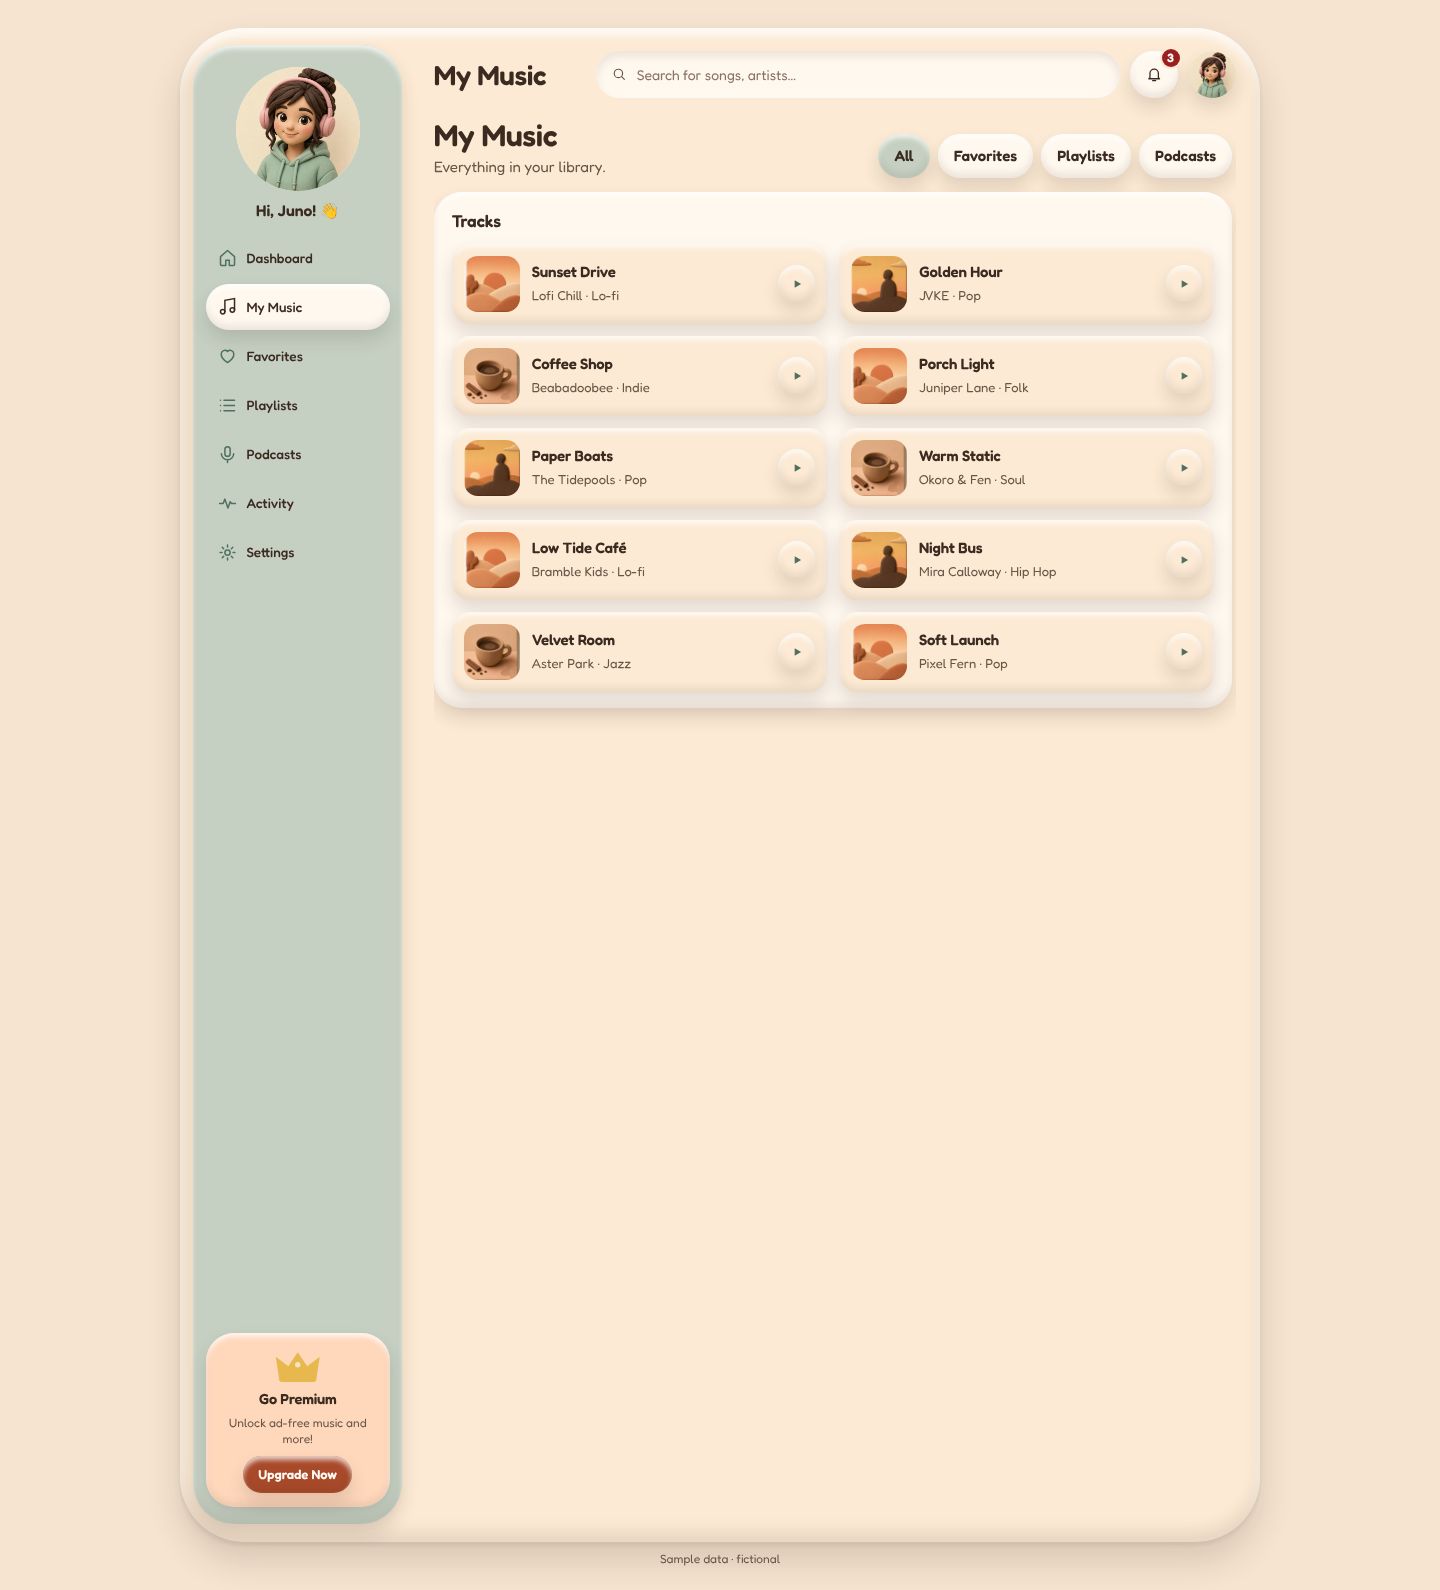 Hi, Juno! 👋
Dashboard
My Music
Favorites
Playlists
Podcasts
Activity
Settings
Go Premium
Unlock ad-free music and
more!
Upgrade Now
My Music
Search for songs, artists...
3
My Music
Everything in your library.
All
Favorites
Playlists
Podcasts
Tracks
Sunset Drive
Lofi Chill · Lo-fi
Golden Hour
JVKE · Pop
Coffee Shop
Beabadoobee · Indie
Porch Light
Juniper Lane · Folk
Paper Boats
The Tidepools · Pop
Warm Static
Okoro & Fen · Soul
Low Tide Café
Bramble Kids · Lo-fi
Night Bus
Mira Calloway · Hip Hop
Velvet Room
Aster Park · Jazz
Soft Launch
Pixel Fern · Pop
Sample data · fictional